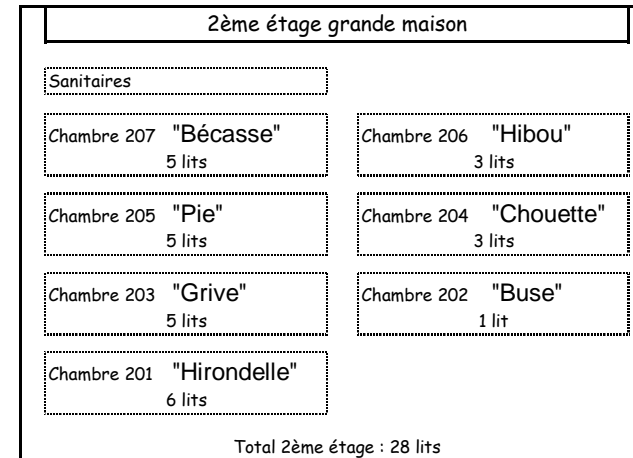 2ème étage grande maison
Sanitaires
Chambre 207 "Bécasse"
5 lits
Chambre 206 "Hibou"
3 lits
Chambre 205 "Pie"
5 lits
Chambre 204 "Chouette"
3 lits
Chambre 203 "Grive"
5 lits
Chambre 202 "Buse"
1 lit
Chambre 201 "Hirondelle"
6 lits
Total 2ème étage : 28 lits